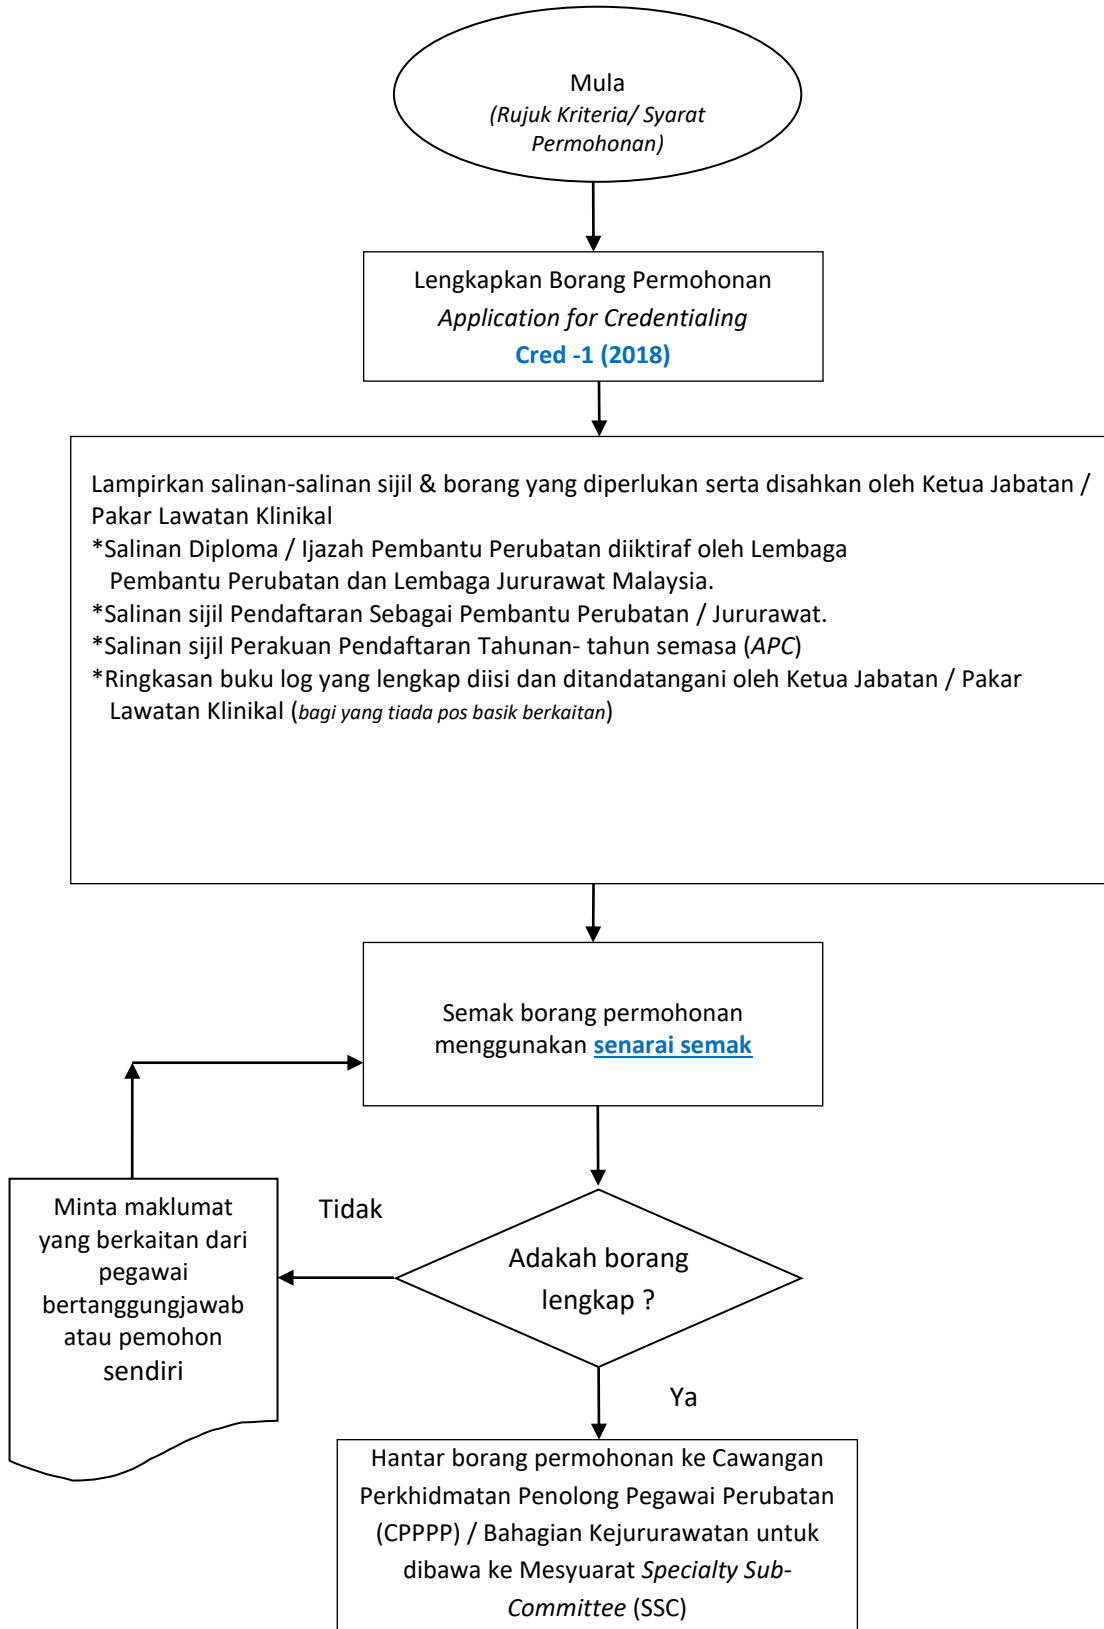 Mula
(Rujuk Kriteria/ Syarat
Permohonan)
Lengkapkan Borang Permohonan
Application for Credentialing
Cred -1 (2018)
Lampirkan salinan-salinan sijil & borang yang diperlukan serta disahkan oleh Ketua Jabatan /
Pakar Lawatan Klinikal
*Salinan Diploma / Ijazah Pembantu Perubatan diiktiraf oleh Lembaga
Pembantu Perubatan dan Lembaga Jururawat Malaysia.
*Salinan sijil Pendaftaran Sebagai Pembantu Perubatan / Jururawat.
*Salinan sijil Perakuan Pendaftaran Tahunan- tahun semasa (APC)
*Ringkasan buku log yang lengkap diisi dan ditandatangani oleh Ketua Jabatan / Pakar
Lawatan Klinikal (bagi yang tiada pos basik berkaitan)
Semak borang permohonan
menggunakan senarai semak
Adakah borang
lengkap ?
Tidak
Minta maklumat
yang berkaitan dari
pegawai
bertanggungjawab
atau pemohon
sendiri
Ya
Hantar borang permohonan ke Cawangan
Perkhidmatan Penolong Pegawai Perubatan
(CPPPP) / Bahagian Kejururawatan untuk
dibawa ke Mesyuarat Specialty Sub-
Committee (SSC)